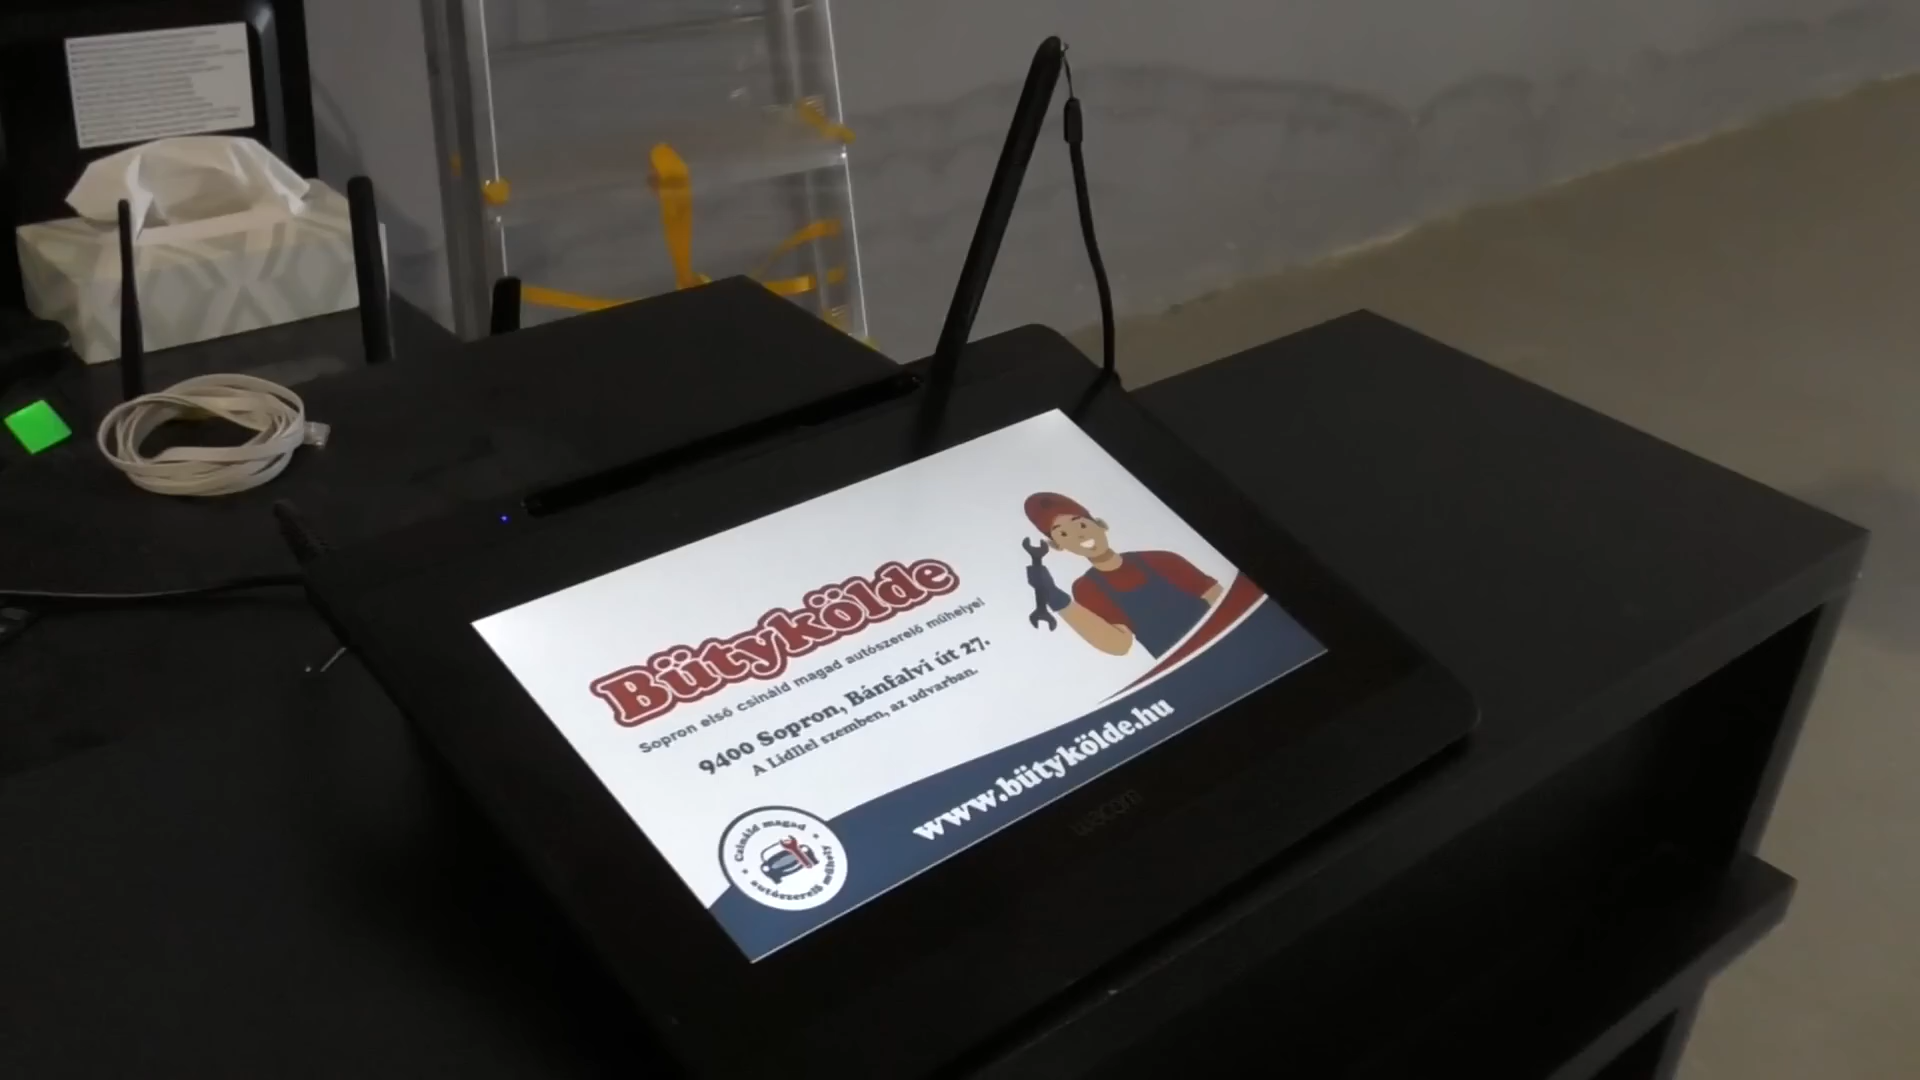 Bütykölde
Sopron első csináld magad autószerelő műhelye!
9400 Sopron, Bánfalvi út 27.
A Lidllel szemben, az udvarban.
www.bütykölde.hu
Csináld magad
autószerelő műhely
wacom